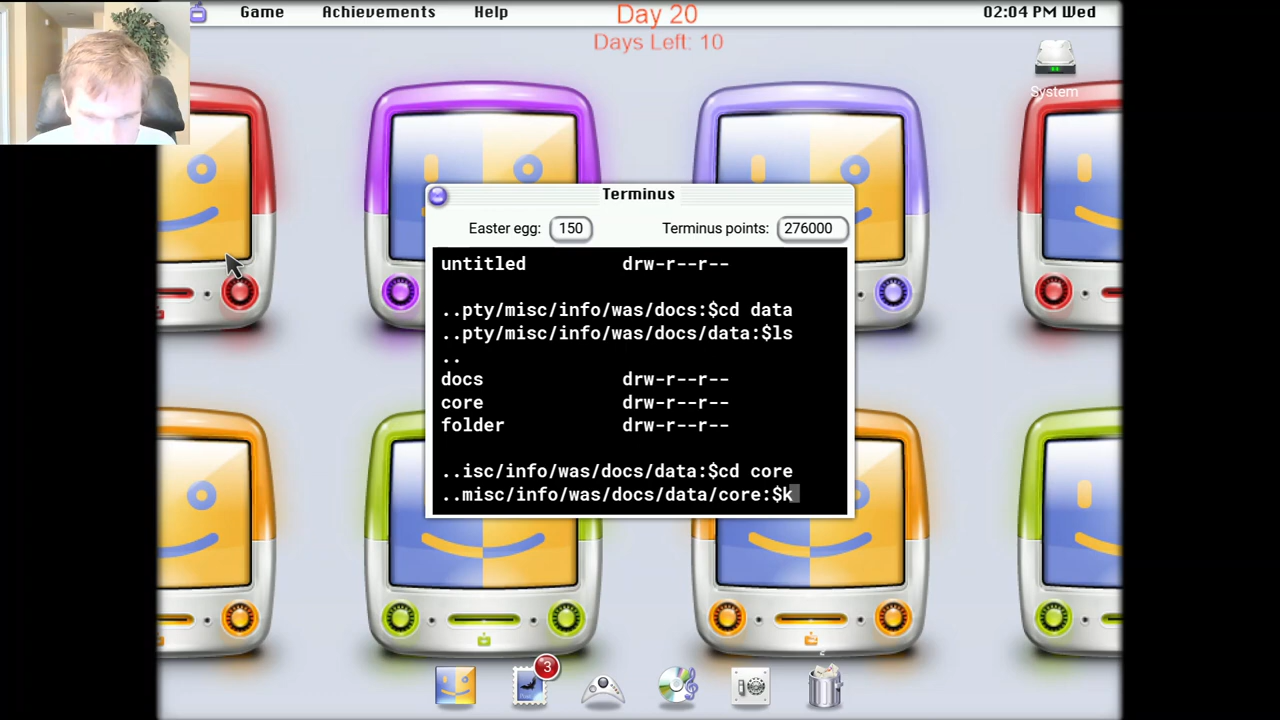 Game Achievements Help Day 20 02:04 PM Wed
Days Left: 10
System
Terminus
Easter egg: 150 Terminus points: 276000
untitled drw-r--r--
..pty/misc/info/was/docs:$cd data
..pty/misc/info/was/docs/data:$ls
..
docs drw-r--r--
core drw-r--r--
folder drw-r--r--
..isc/info/was/docs/data:$cd core
..misc/info/was/docs/data/core:$k
3